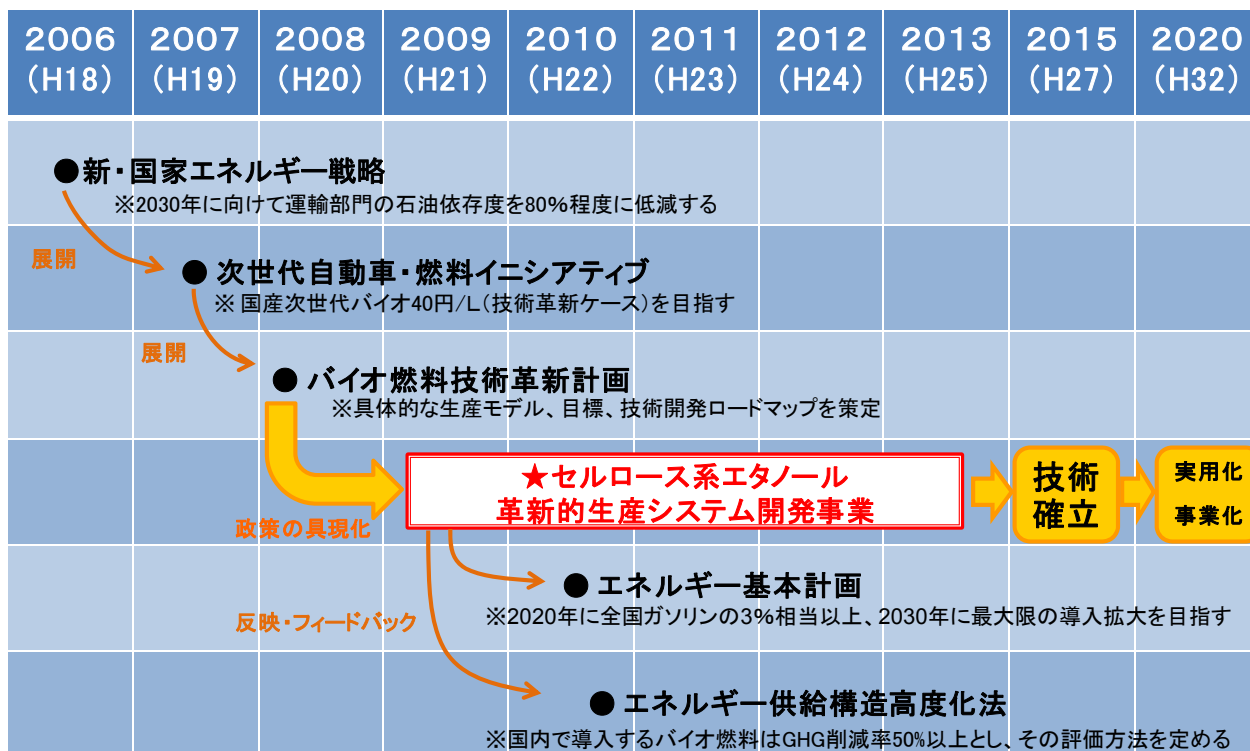 2006 2007 2008 2009 2010 2011 2012 2013 2015 2020
(H18) (H19) (H20) (H21) (H22) (H23) (H24) (H25) (H27) (H32)
●新・国家エネルギー戦略
※2030年に向けて運輸部門の石油依存度を80%程度に低減する
展開
● 次世代自動車・燃料イニシアティブ
※ 国産次世代バイオ40円/L(技術革新ケース)を目指す
展開
● バイオ燃料技術革新計画
※具体的な生産モデル、目標、技術開発ロードマップを策定
政策の具現化
★セルロース系エタノール
革新的生産システム開発事業
技術
確立
実用化
事業化
反映・フィードバック
● エネルギー基本計画
※2020年に全国ガソリンの3%相当以上、2030年に最大限の導入拡大を目指す
● エネルギー供給構造高度化法
※国内で導入するバイオ燃料はGHG削減率50%以上とし、その評価方法を定める